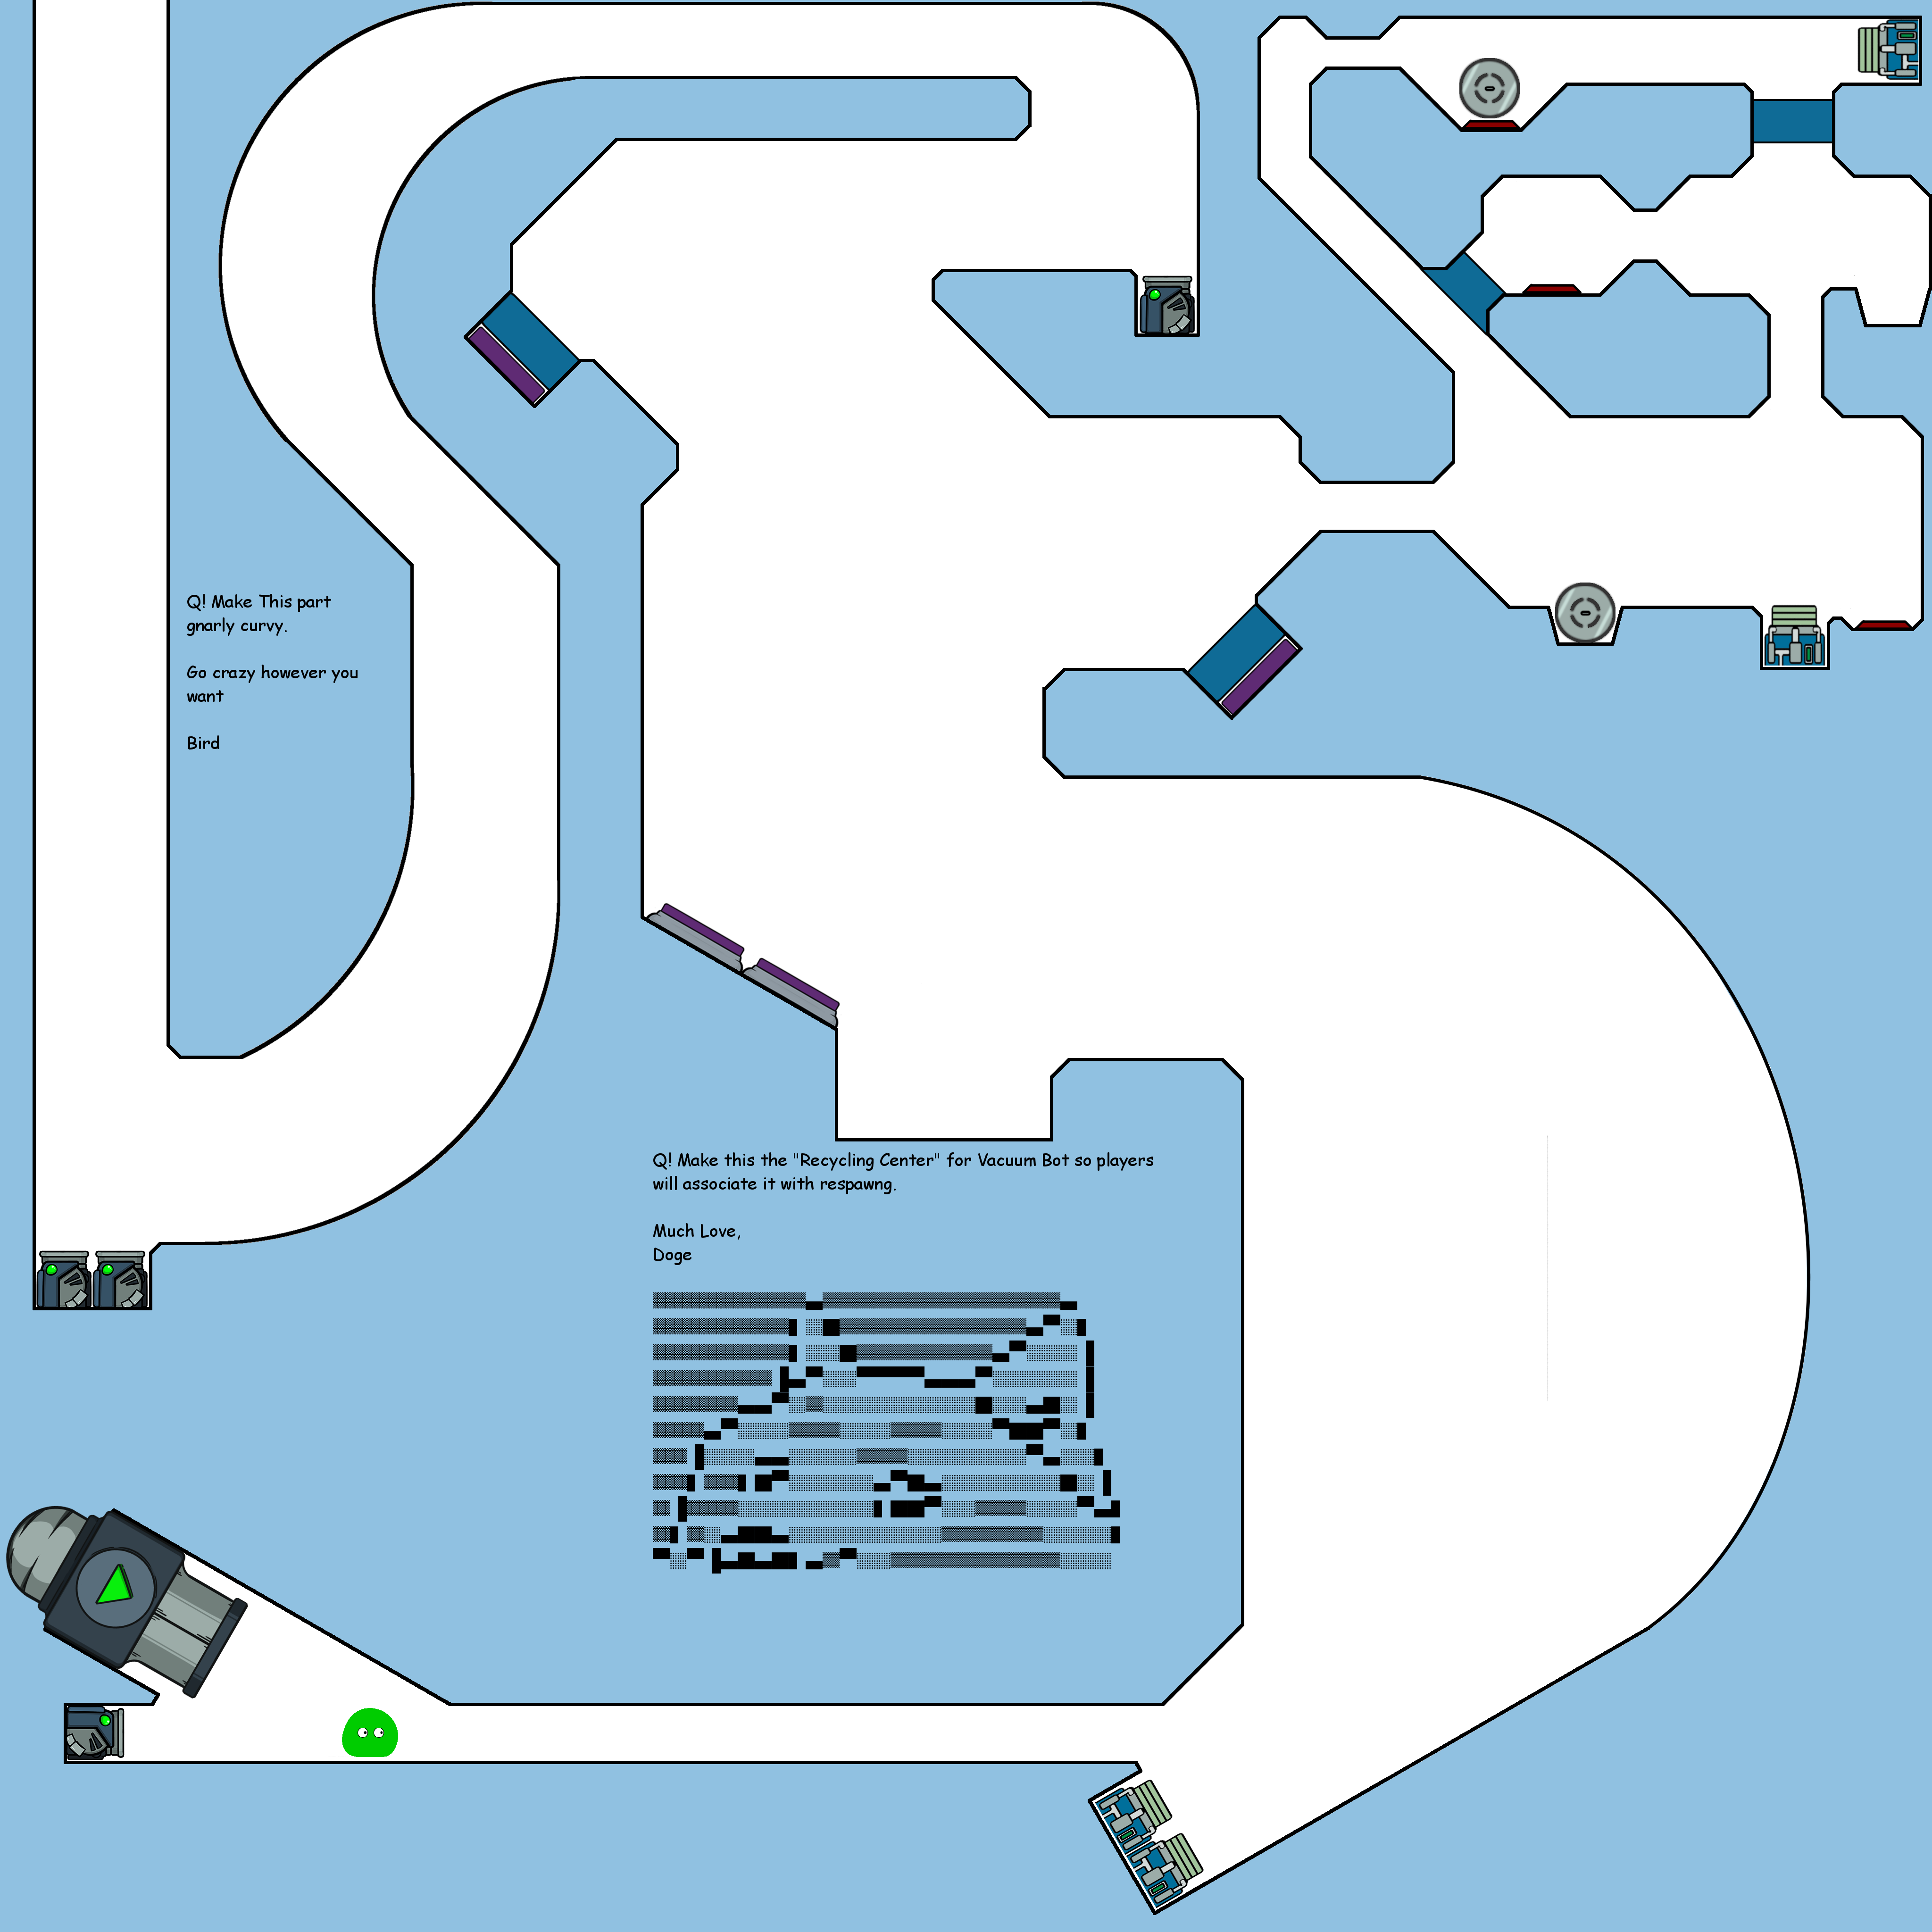 Q! Make This part
gnarly curvy.
Go crazy however you
want
Bird
Q! Make this the "Recycling Center" for Vacuum Bot so players
will associate it with respawng.
Much Love,
Doge